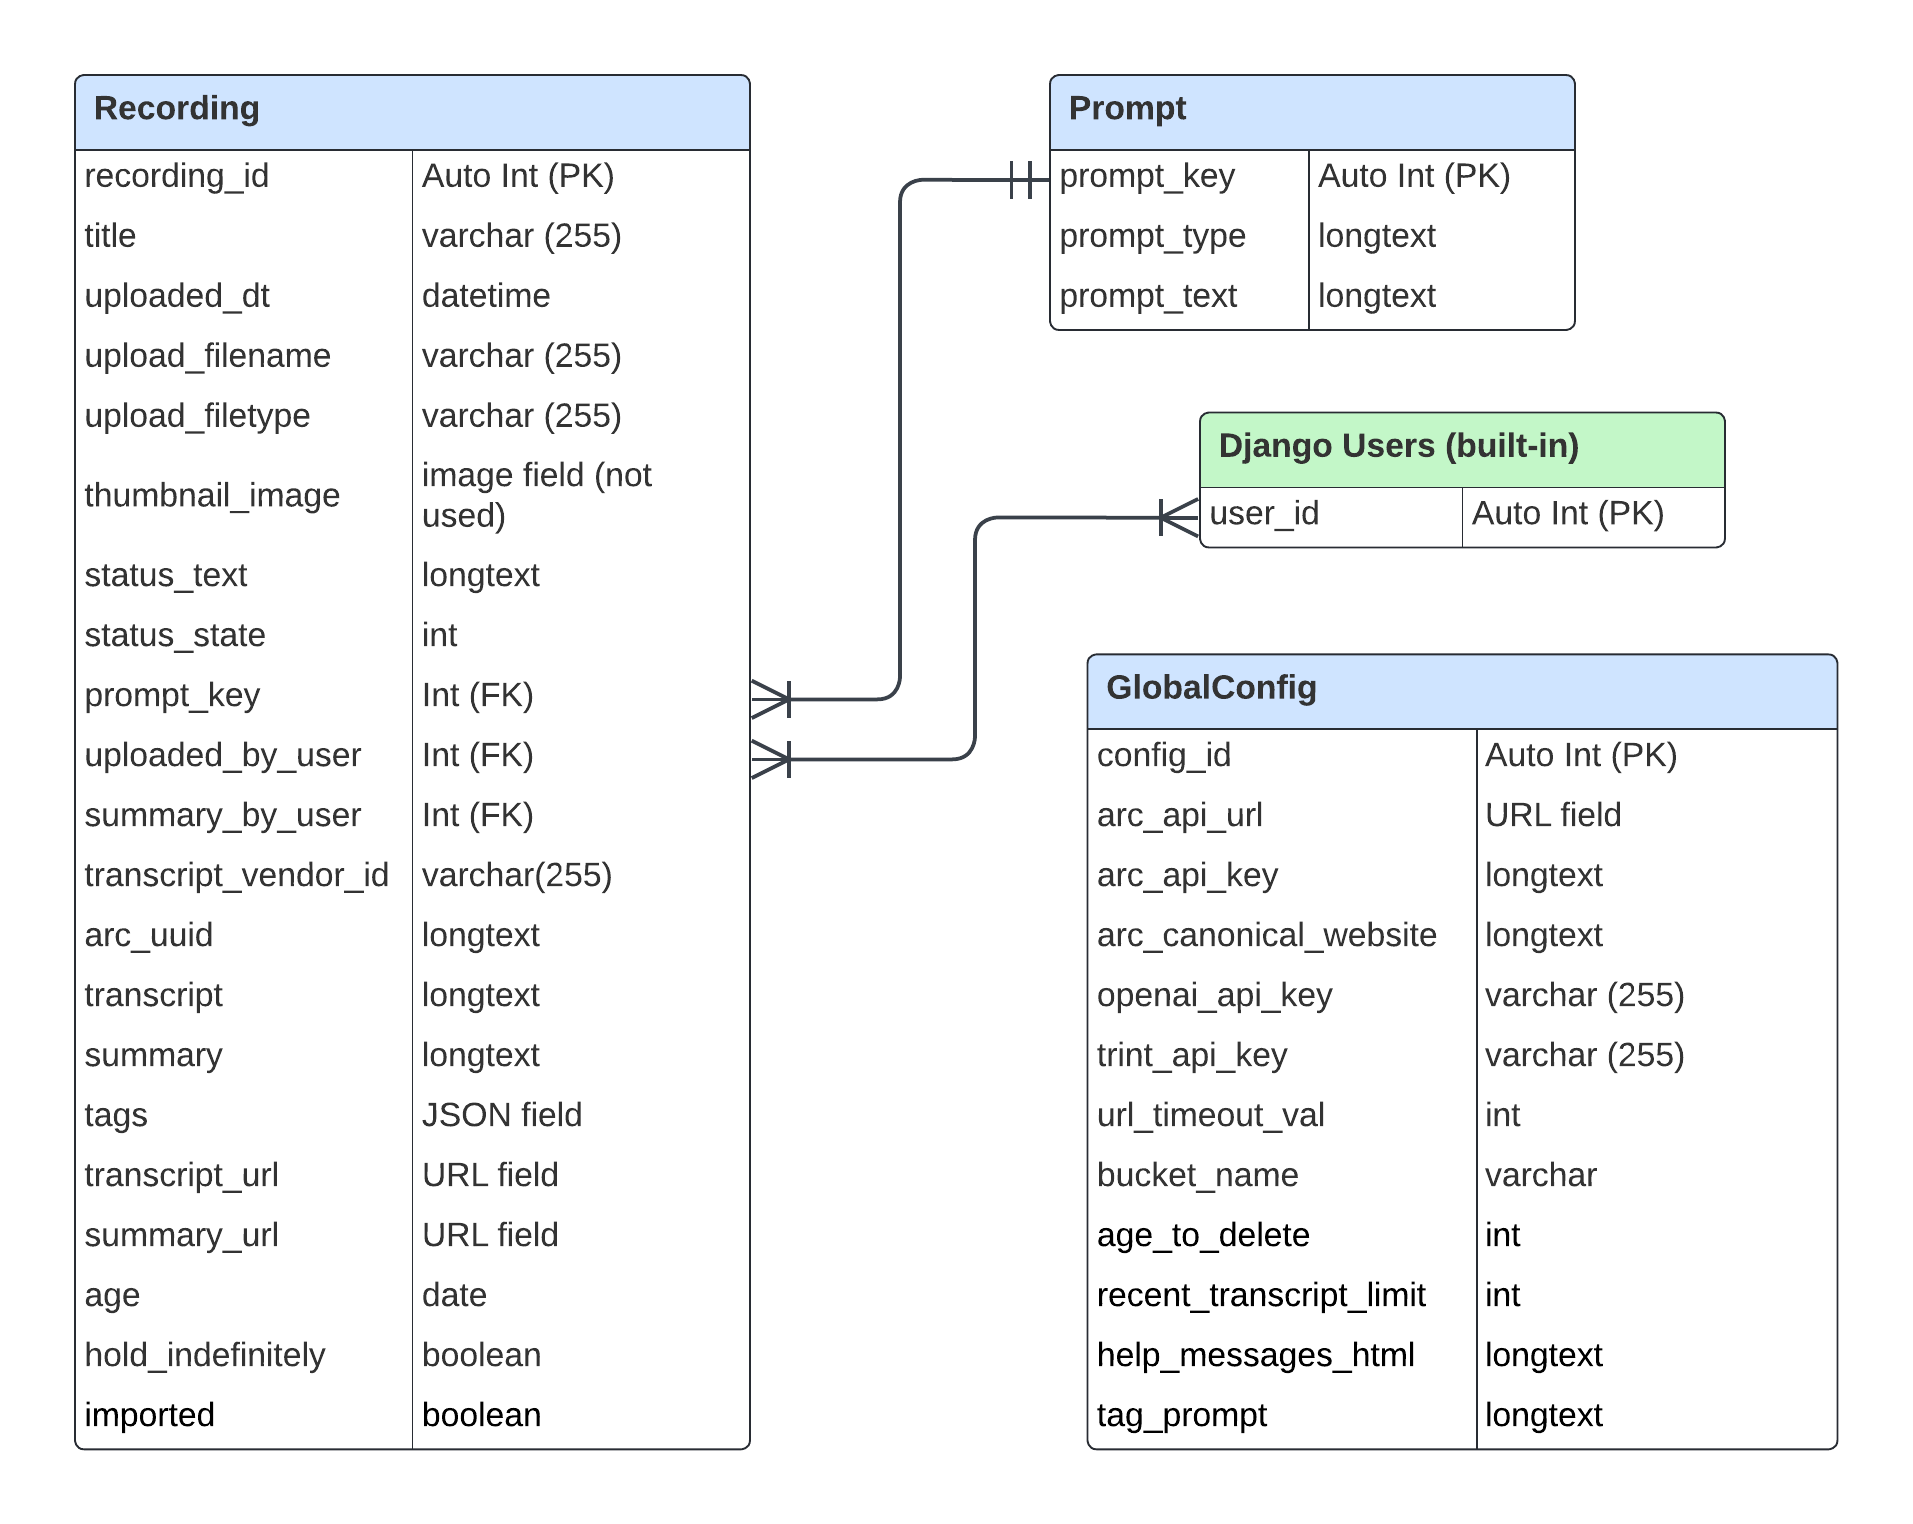 Recording
recording_id Auto Int (PK)
title varchar (255)
uploaded_dt datetime
upload_filename varchar (255)
upload_filetype varchar (255)
thumbnail_image image field (not
used)
status_text longtext
status_state int
prompt_key Int (FK)
uploaded_by_user Int (FK)
summary_by_user Int (FK)
transcript_vendor_id varchar(255)
arc_uuid longtext
transcript longtext
summary longtext
tags JSON field
transcript_url URL field
summary_url URL field
age date
hold_indefinitely boolean
imported boolean
Prompt
prompt_key Auto Int (PK)
prompt_type longtext
prompt_text longtext
Django Users (built-in)
user_id Auto Int (PK)
GlobalConfig
config_id Auto Int (PK)
arc_api_url URL field
arc_api_key longtext
arc_canonical_website longtext
openai_api_key varchar (255)
trint_api_key varchar (255)
url_timeout_val int
bucket_name varchar
age_to_delete int
recent_transcript_limit int
help_messages_html longtext
tag_prompt longtext